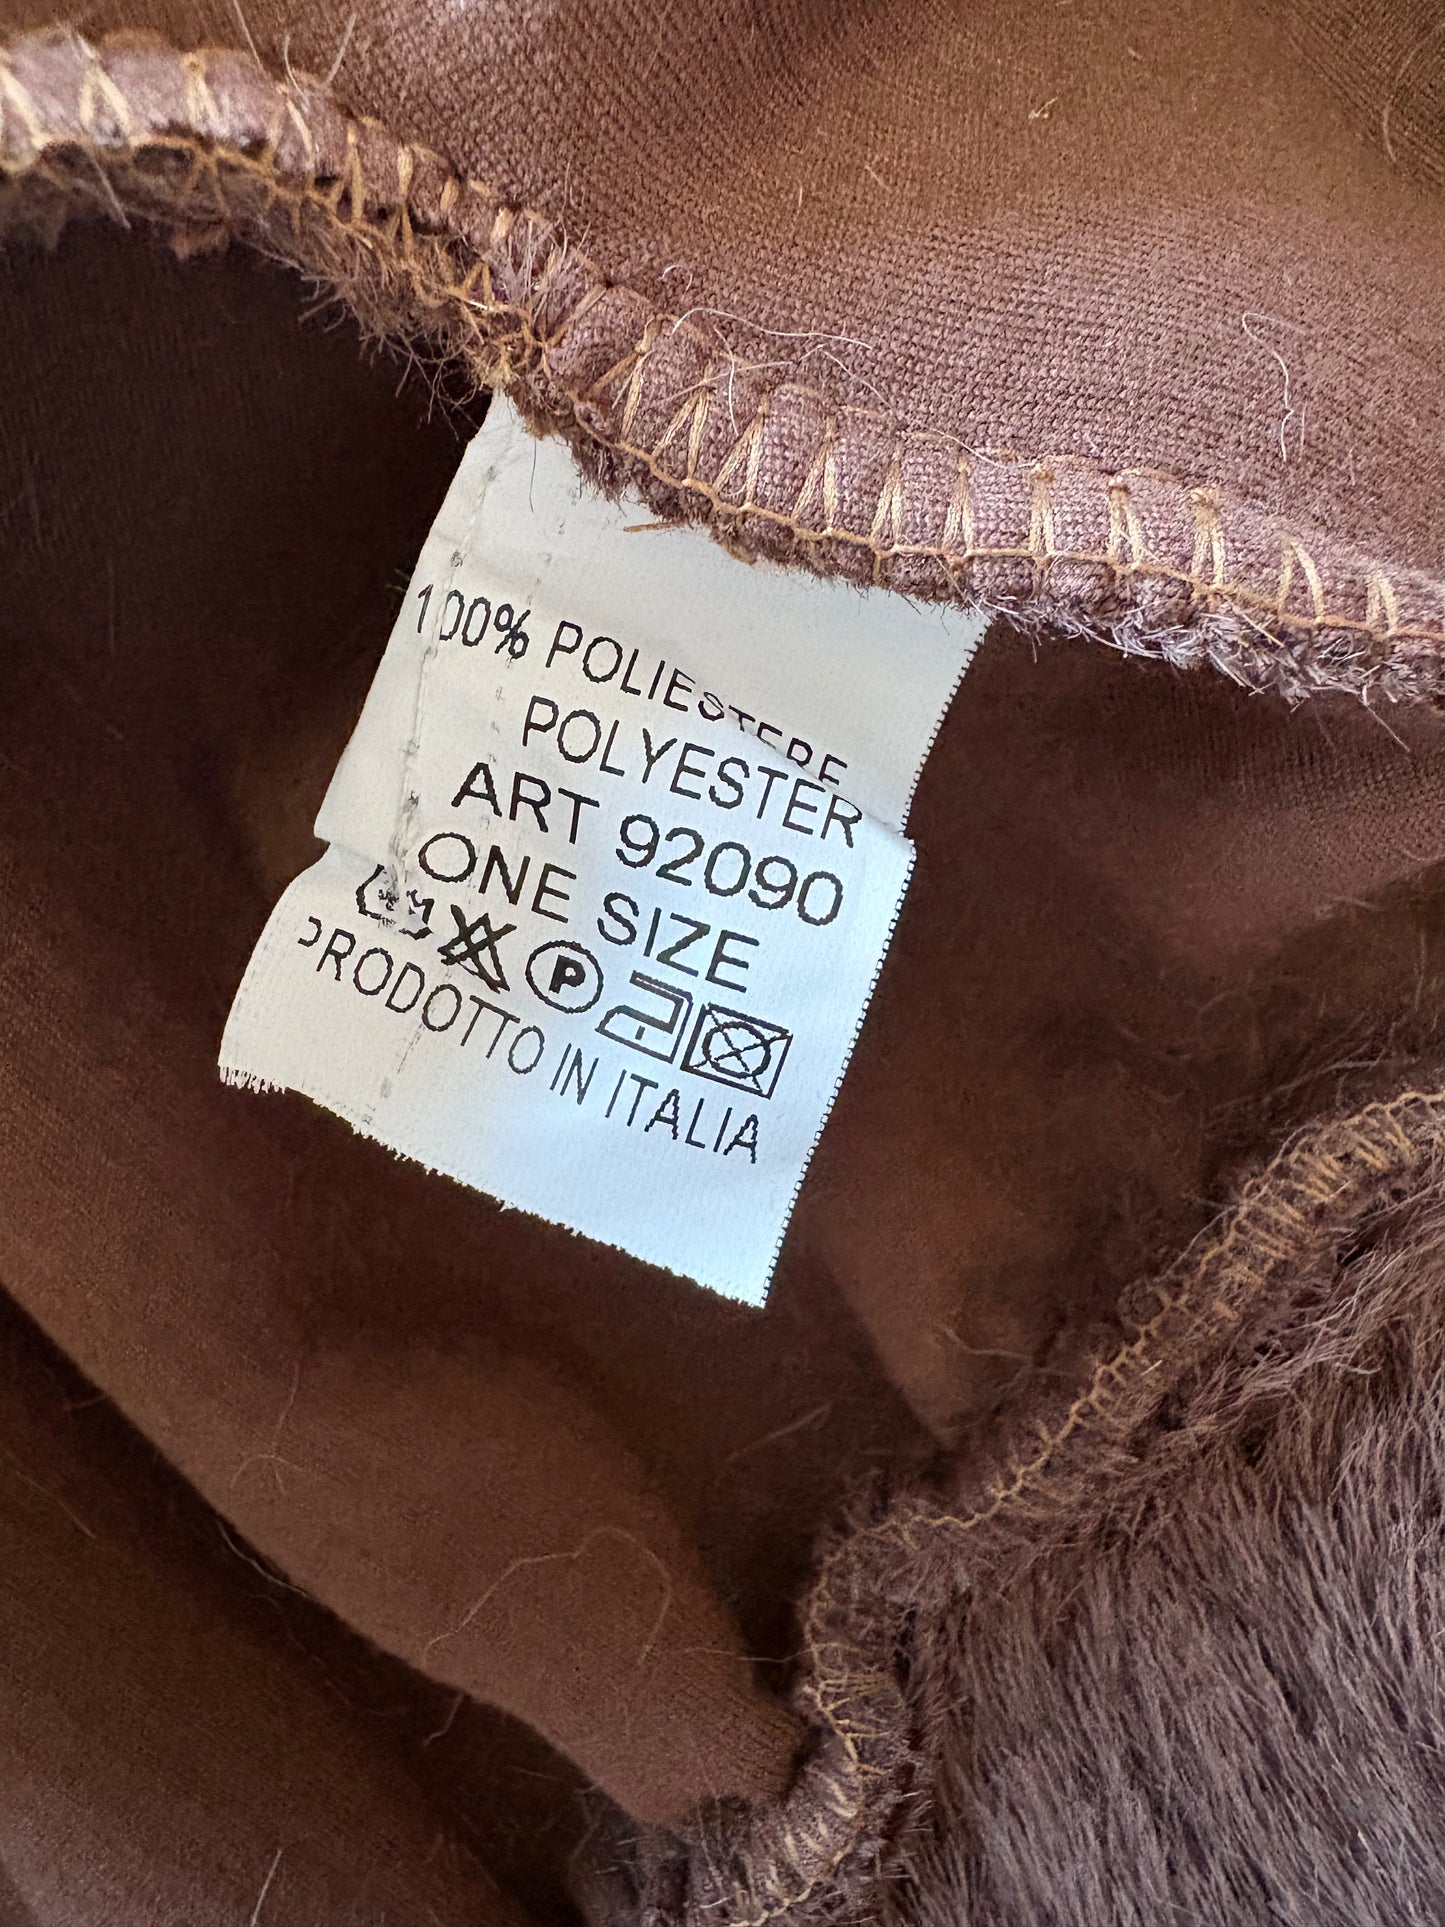 100% POLIESTERE
POLYESTER
ART 92090
ONE SIZE
P
PRODOTTO IN ITALIA